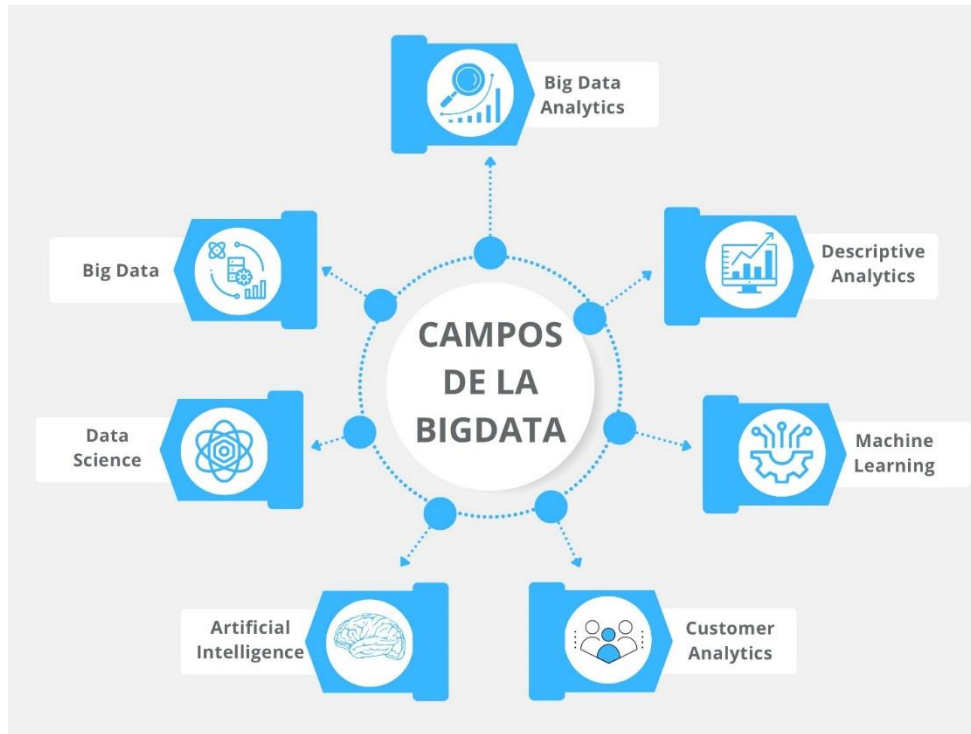 Big Data
Analytics
Descriptive
Analytics
Big Data
CAMPOS
DE LA
BIGDATA
Data
Science
Machine
Learning
Artificial
Intelligence
Customer
Analytics